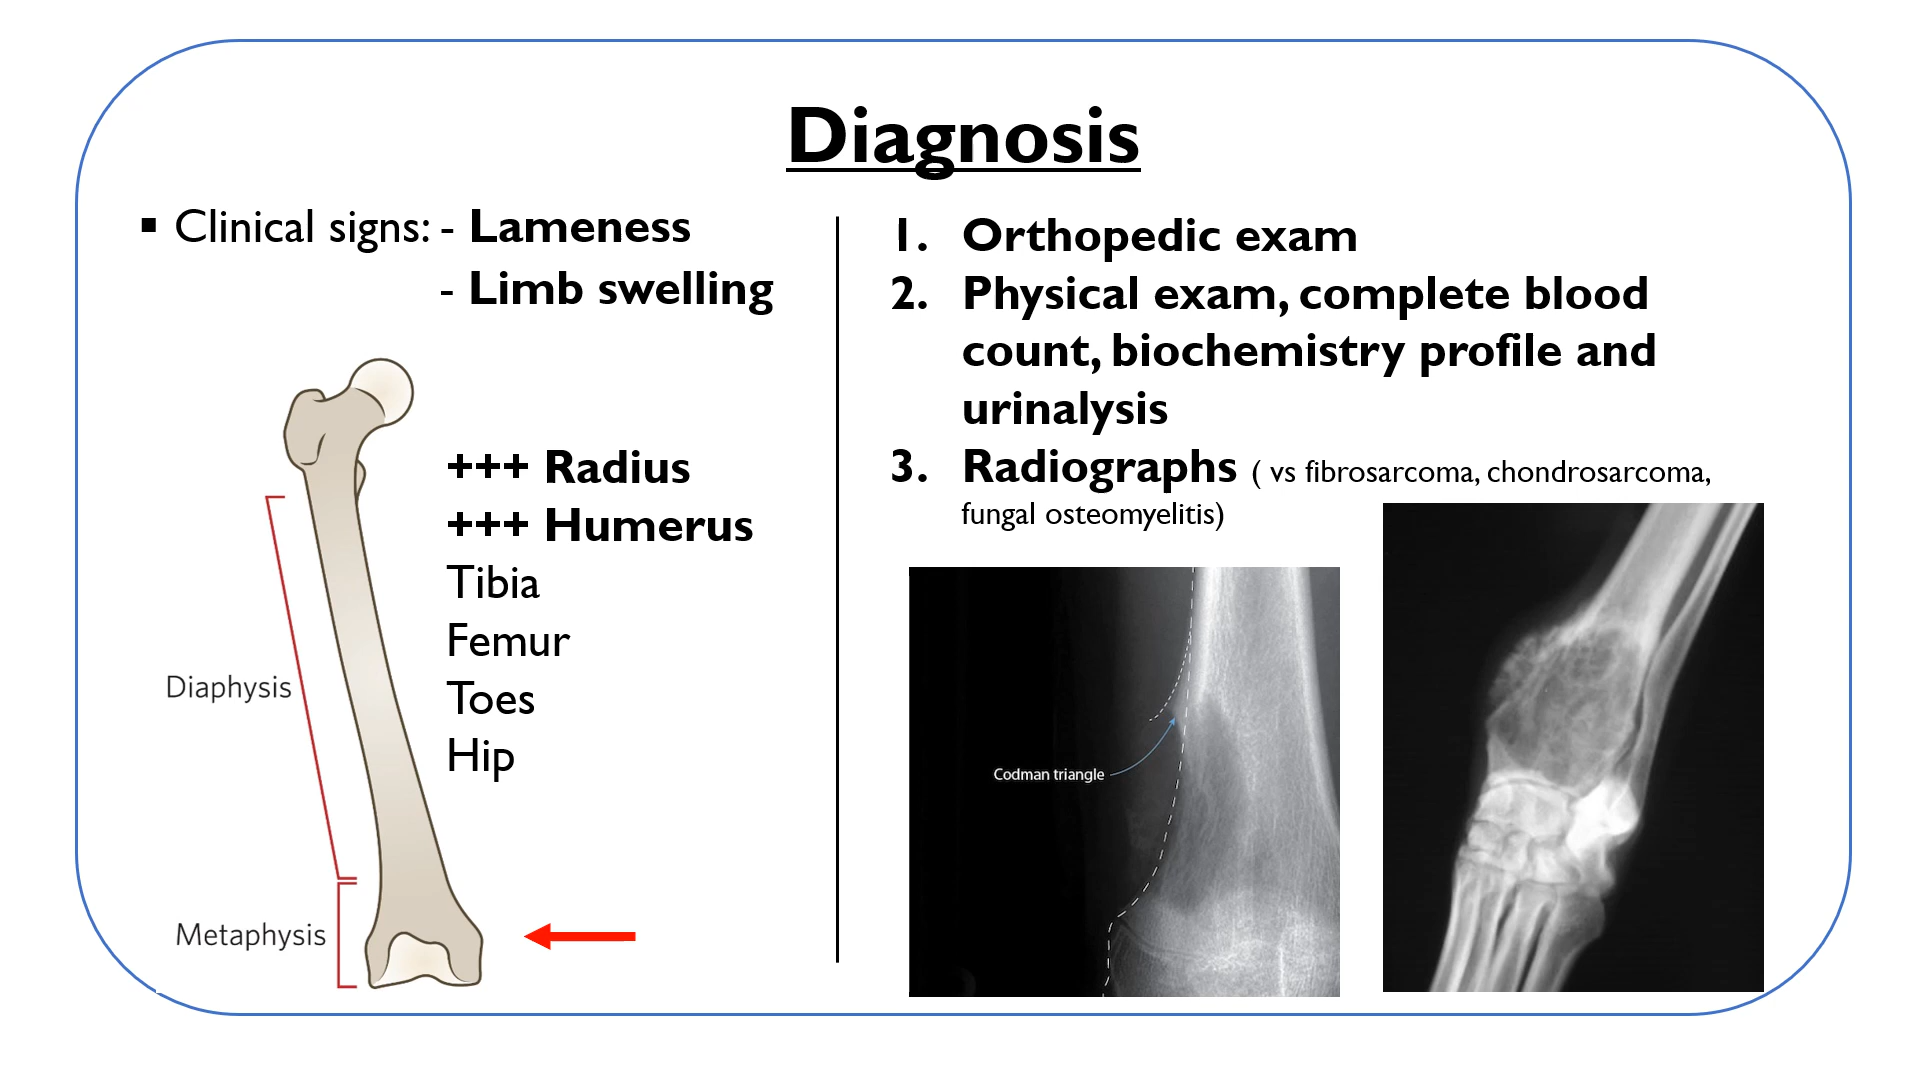 Diagnosis
▪ Clinical signs: - Lameness
- Limb swelling
+++ Radius
+++ Humerus
Tibia
Femur
Toes
Hip
Diaphysis
Metaphysis
1. Orthopedic exam
2. Physical exam, complete blood
count, biochemistry profile and
urinalysis
3. Radiographs ( vs fibrosarcoma, chondrosarcoma,
fungal osteomyelitis)
Codman triangle